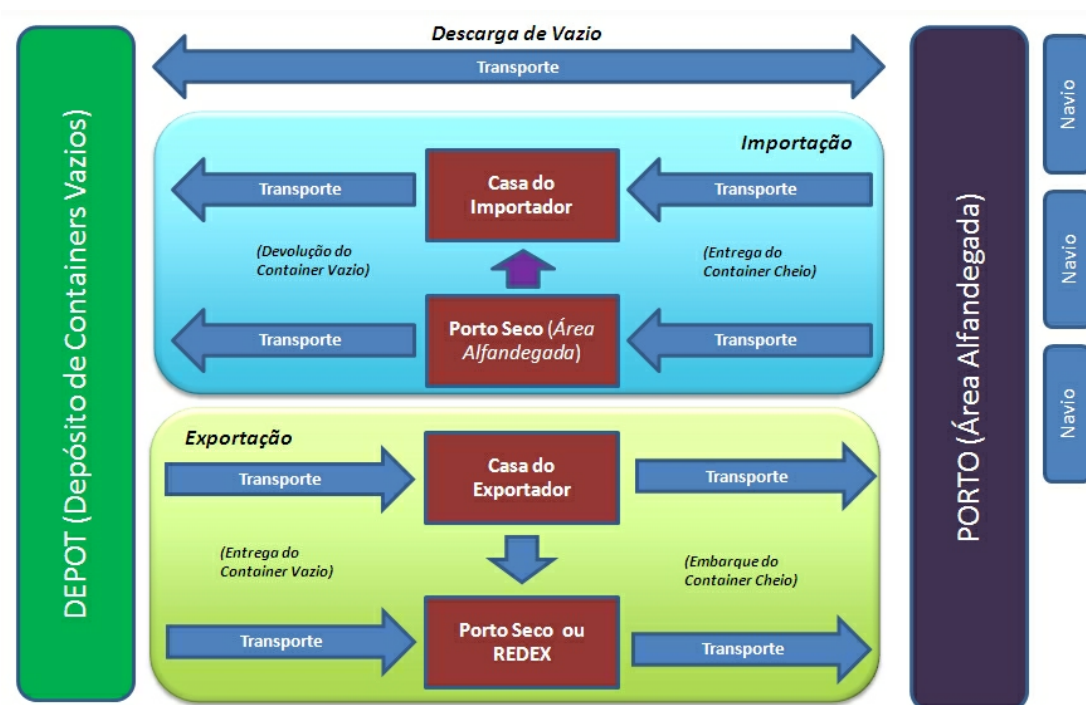 DEPOT (Depósito de Containers Vazios)
Descarga de Vazio
Transporte
Importação
Transporte
Casa do
Importador
Transporte
(Devolução do
Container Vazio)
(Entrega do
Container Cheio)
Transporte
Porto Seco (Área
Alfandegada)
Transporte
Exportação
Transporte
Casa do
Exportador
Transporte
(Entrega do
Container Vazio)
(Embarque do
Container Cheio)
Transporte
Porto Seco ou
REDEX
Transporte
PORTO (Área Alfandegada)
Navio
Navio
Navio